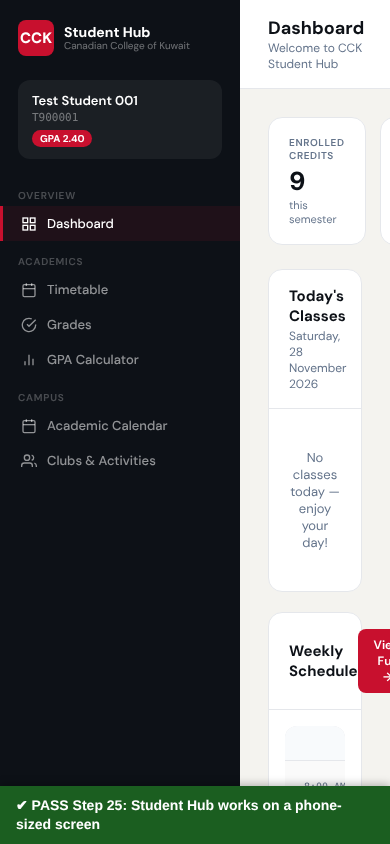 CCK
Student Hub
Canadian College of Kuwait
Test Student 001
T900001
GPA 2.40
OVERVIEW
Dashboard
ACADEMICS
Timetable
Grades
GPA Calculator
CAMPUS
Academic Calendar
Clubs & Activities
Dashboard
Welcome to CCK
Student Hub
ENROLLED
CREDITS
9
this
semester
Today's
Classes
Saturday,
28
November
2026
No
classes
today —
enjoy
your
day!
Weekly
Schedule
✔ PASS Step 25: Student Hub works on a phone-
sized screen